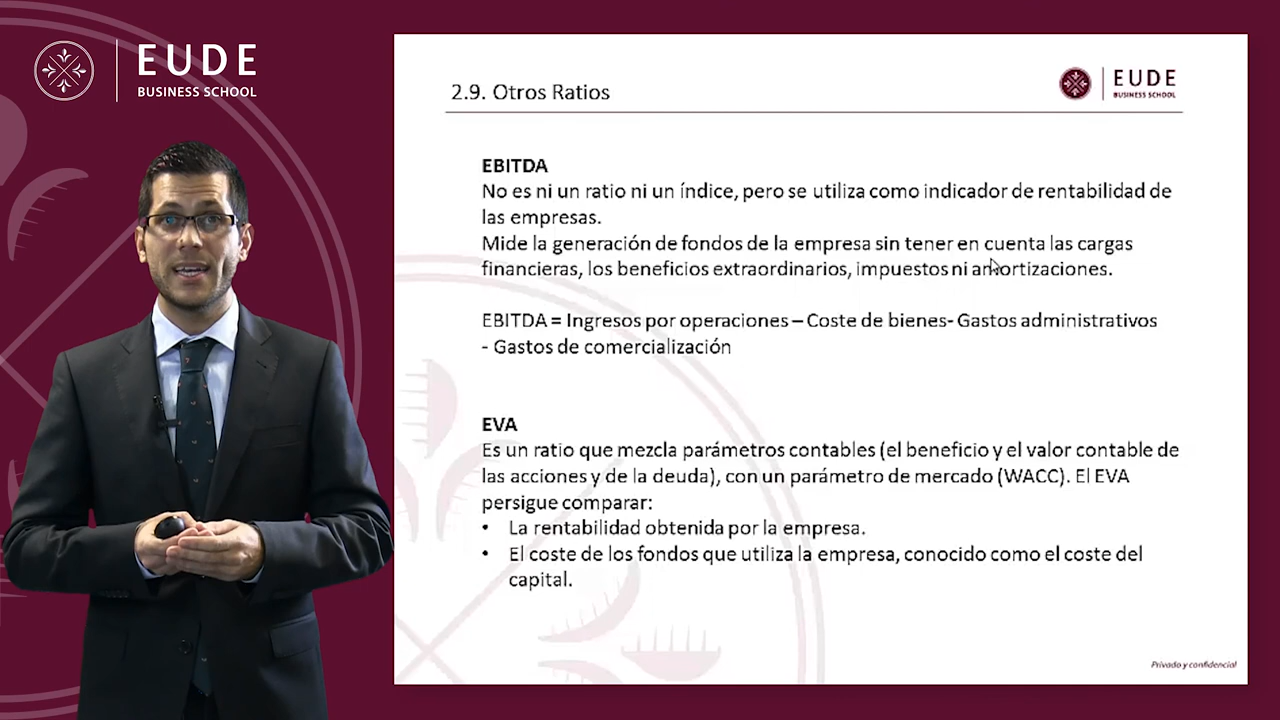 EUDE
BUSINESS SCHOOL
2.9. Otros Ratios
EUDE
BUSINESS SCHOOL
EBITDA
No es ni un ratio ni un índice, pero se utiliza como indicador de rentabilidad de
las empresas.
Mide la generación de fondos de la empresa sin tener en cuenta las cargas
financieras, los beneficios extraordinarios, impuestos ni amortizaciones.
EBITDA = Ingresos por operaciones – Coste de bienes- Gastos administrativos
- Gastos de comercialización
EVA
Es un ratio que mezcla parámetros contables (el beneficio y el valor contable de
las acciones y de la deuda), con un parámetro de mercado (WACC). El EVA
persigue comparar:
• La rentabilidad obtenida por la empresa.
• El coste de los fondos que utiliza la empresa, conocido como el coste del
capital.
Privado y confidencial